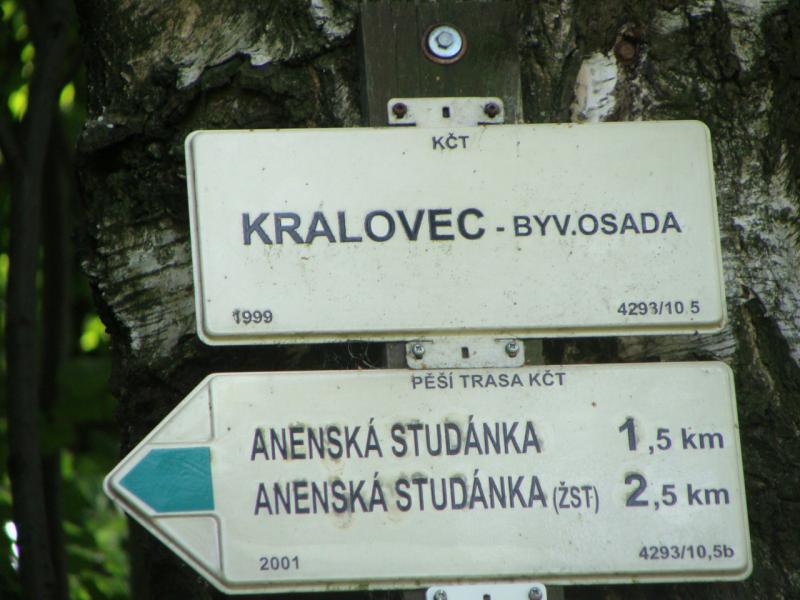 KČT
KRALOVEC - BYV.OSADA
1999 4293/10 5
PĚŠÍ TRASA KČT
ANENSKÁ STUDÁNKA 1,5 km
ANENSKÁ STUDÁNKA (ŽST) 2,5 km
2001 4293/10,5b